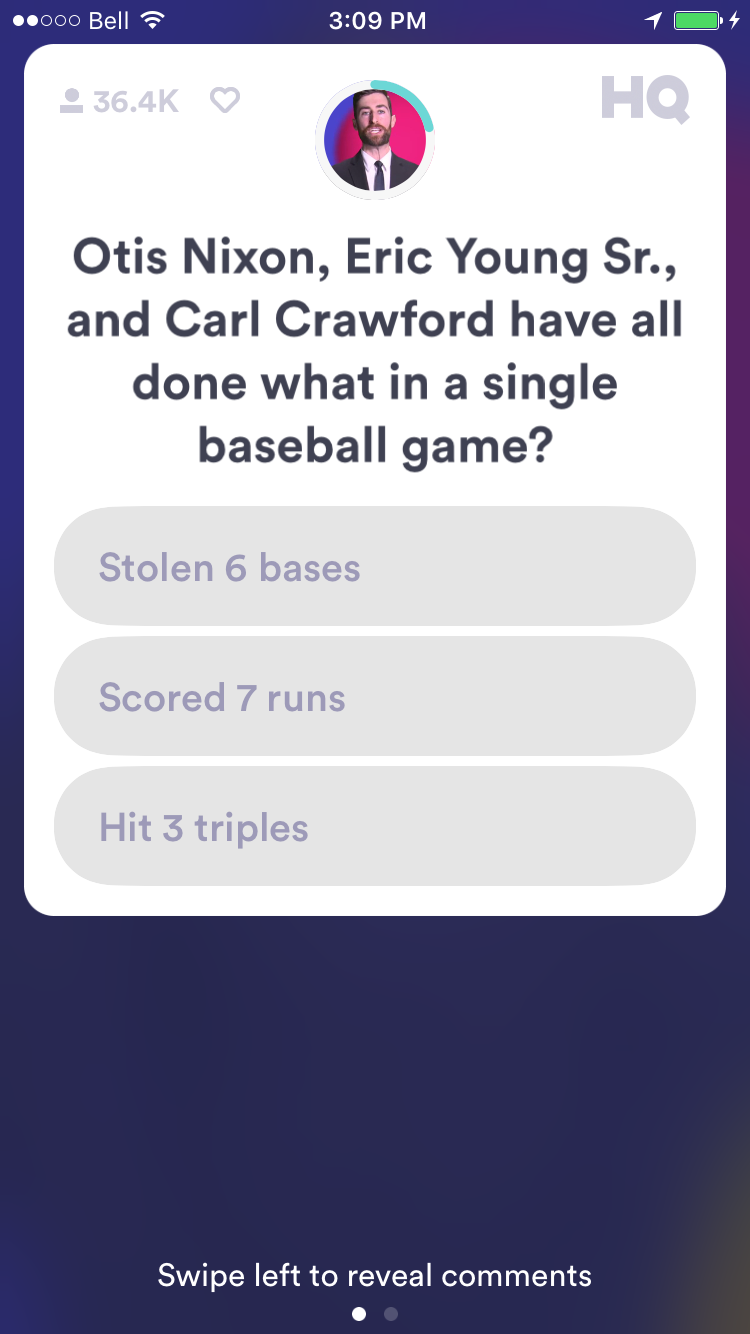 Bell 3:09 PM
36.4K HQ
Otis Nixon, Eric Young Sr.,
and Carl Crawford have all
done what in a single
baseball game?
Stolen 6 bases
Scored 7 runs
Hit 3 triples
Swipe left to reveal comments